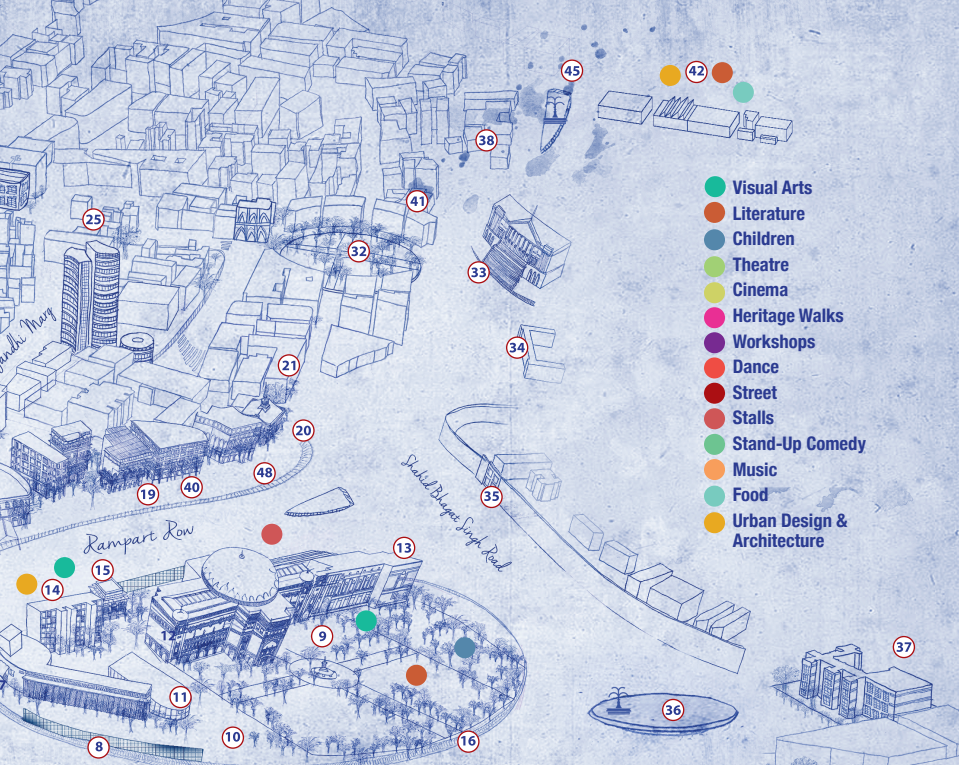 45
42
38
Visual Arts
41
Literature
25
Children
32
Theatre
33
Cinema
Heritage Walks
34
Workshops
21
Dance
Street
Stalls
20
Stand-Up Comedy
48
Music
40
19
35
Food
Urban Design &
Architecture
Shahid Bhagat Singh Road
Rampart Row
13
15
14
12
9
37
11
36
10
16
8